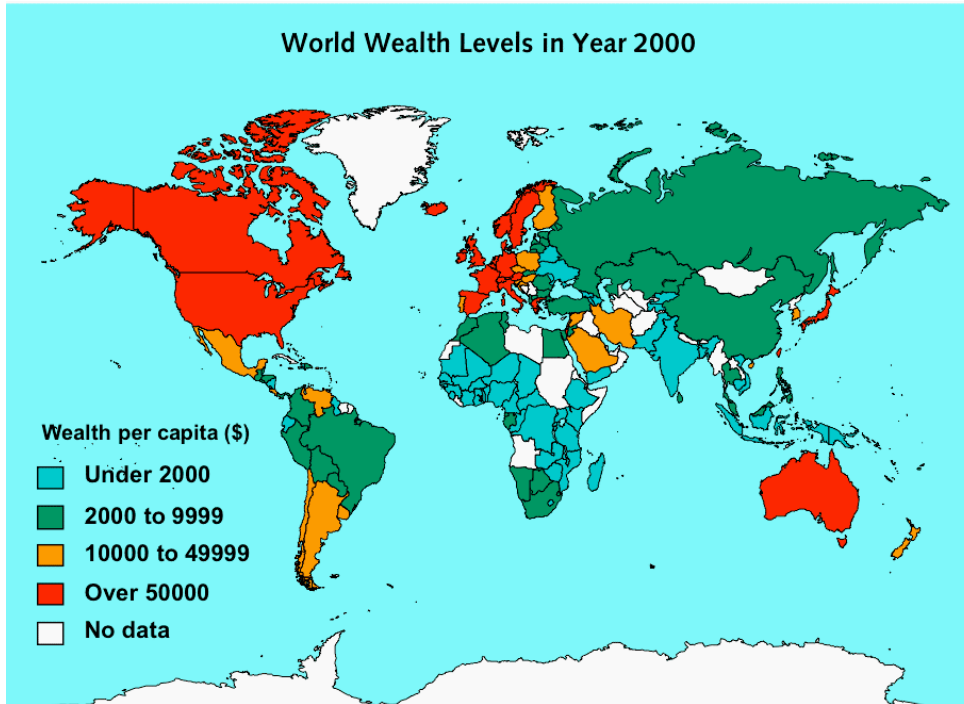 World Wealth Levels in Year 2000
Wealth per capita ($)
Under 2000
2000 to 9999
10000 to 49999
Over 50000
No data